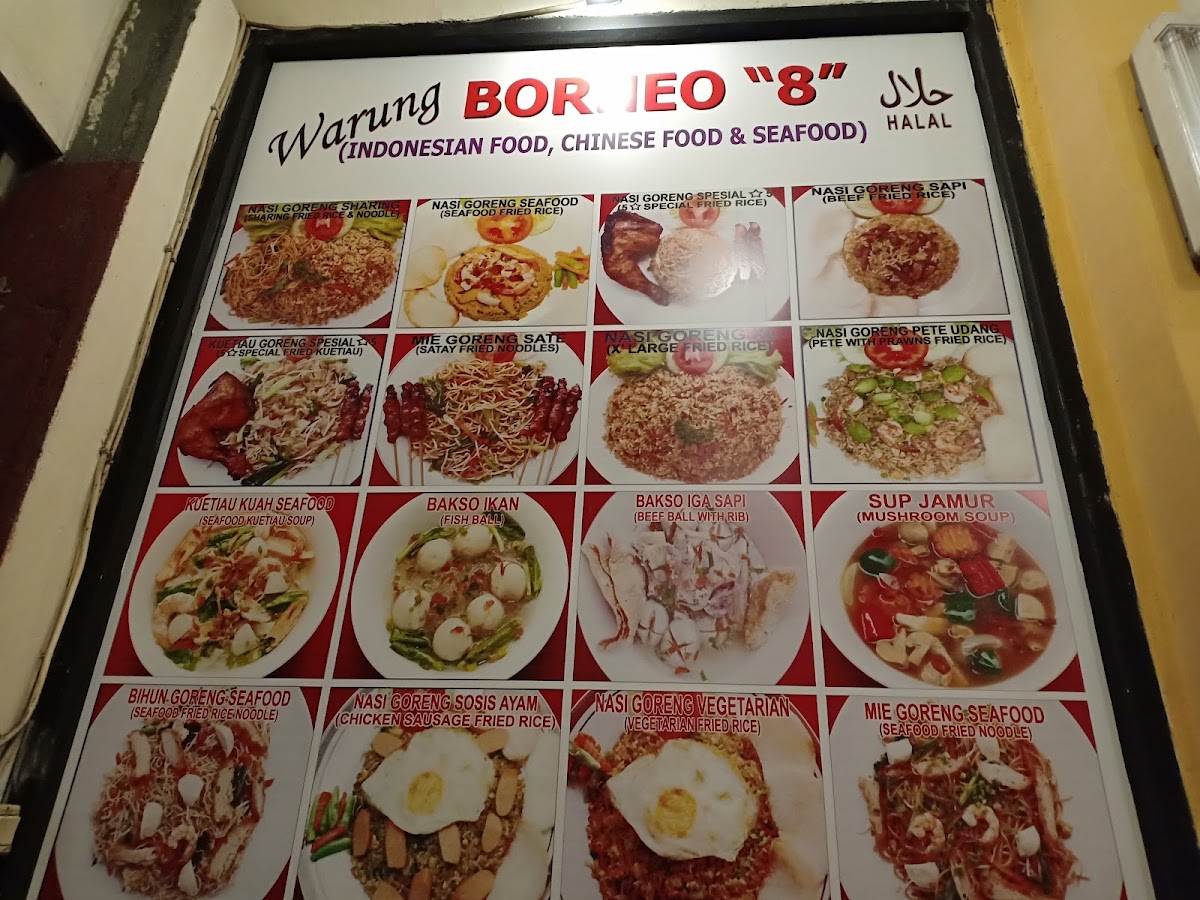 Warung BORNEO "8"
حلال
HALAL
(INDONESIAN FOOD, CHINESE FOOD & SEAFOOD)
NASI GORENG SHARING
(SHARING FRIED RICE & NOODLE)
NASI GORENG SEAFOOD
(SEAFOOD FRIED RICE)
NASI GORENG SPESIAL ☆ 5
(5 ☆ SPECIAL FRIED RICE)
NASI GORENG SAPI
(BEEF FRIED RICE)
KUETIAU GORENG SPESIAL ☆ 5
(5 ☆ SPECIAL FRIED KUETIAU)
MIE GORENG SATE
(SATAY FRIED NOODLES)
NASI GORENG
(X' LARGE FRIED RICE)
NASI GORENG PETE UDANG
(PETE WITH PRAWNS FRIED RICE)
KUETIAU KUAH SEAFOOD
(SEAFOOD KUETIAU SOUP)
BAKSO IKAN
(FISH BALL)
BAKSO IGA SAPI
(BEEF BALL WITH RIB)
SUP JAMUR
(MUSHROOM SOUP)
BIHUN GORENG SEAFOOD
(SEAFOOD FRIED RICE NOODLE)
NASI GORENG SOSIS AYAM
(CHICKEN SAUSAGE FRIED RICE)
NASI GORENG VEGETARIAN
(VEGETARIAN FRIED RICE)
MIE GORENG SEAFOOD
(SEAFOOD FRIED NOODLE)